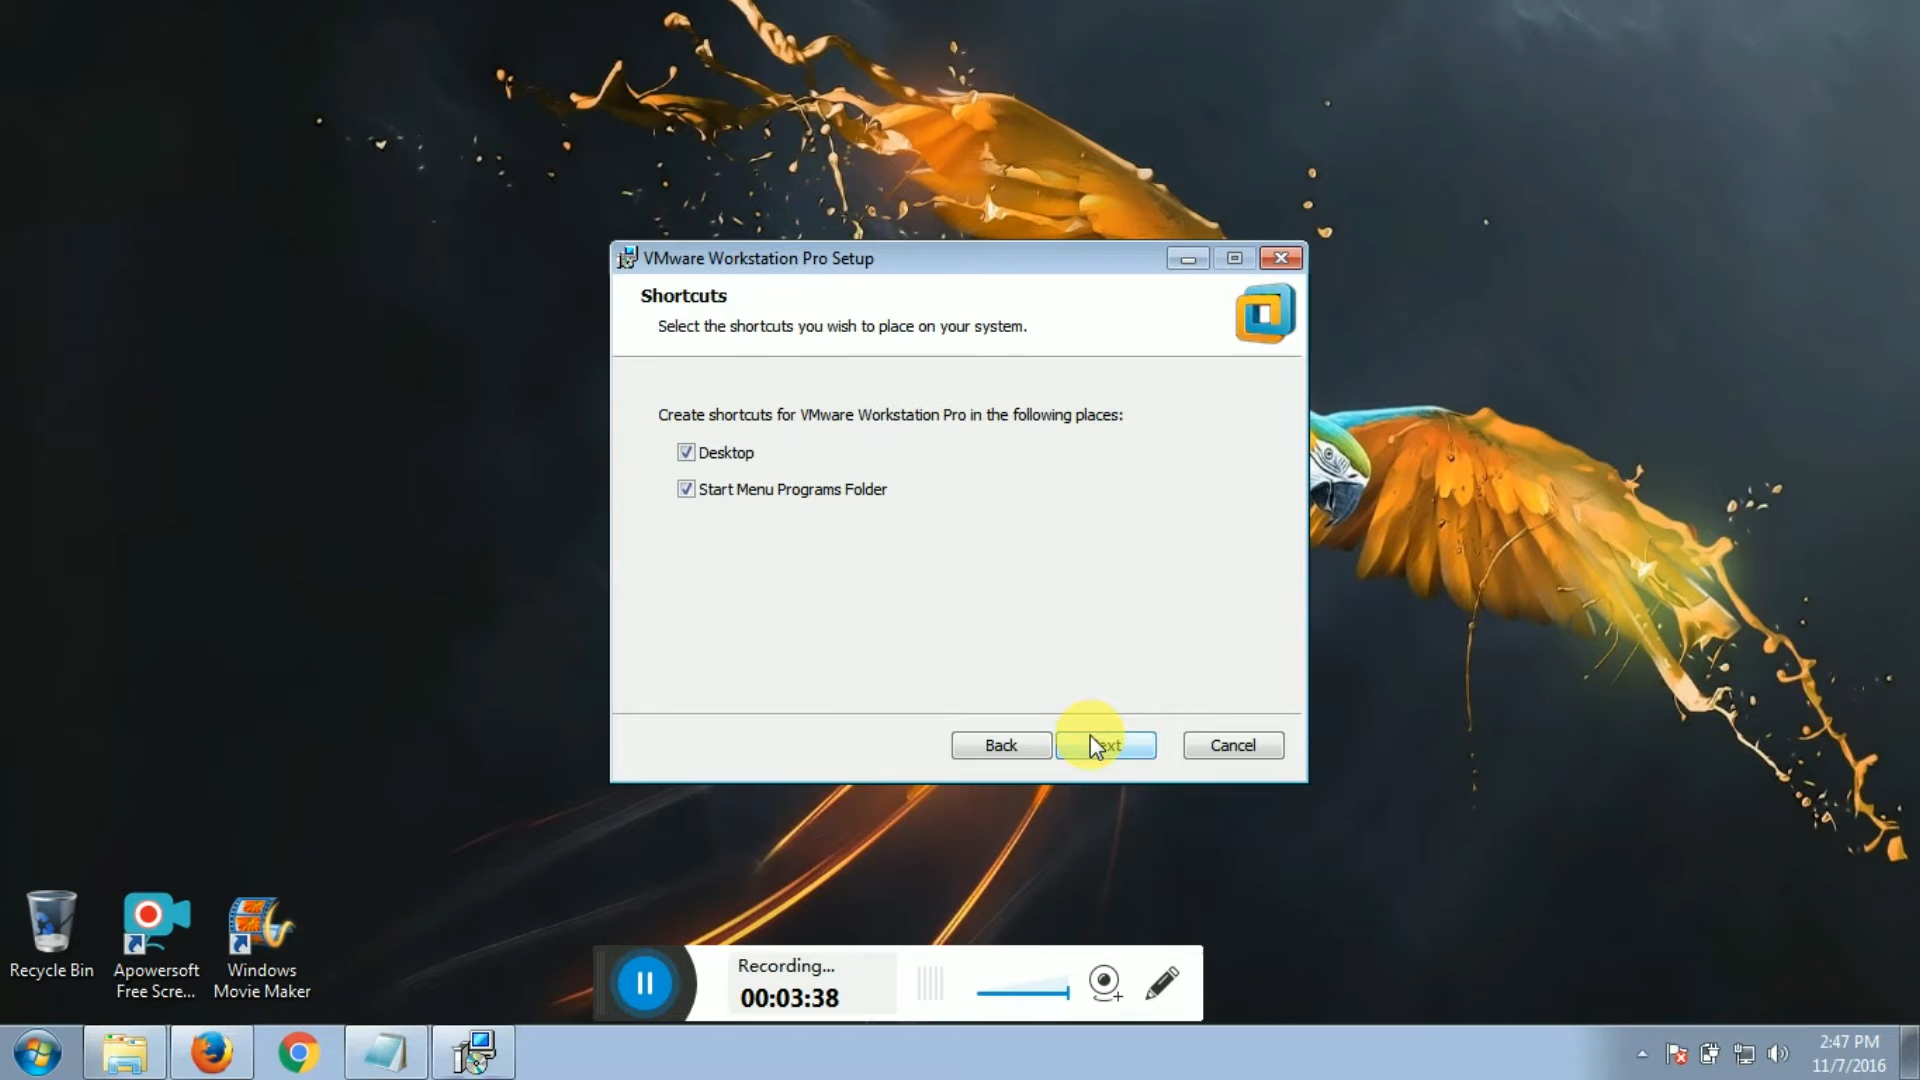 VMware Workstation Pro Setup
Shortcuts
Select the shortcuts you wish to place on your system.
Create shortcuts for VMware Workstation Pro in the following places:
Desktop
Start Menu Programs Folder
Back
Cancel
Recycle Bin
Apowersoft
Free Scre...
Windows
Movie Maker
Recording...
00:03:38
2:47 PM
11/7/2016